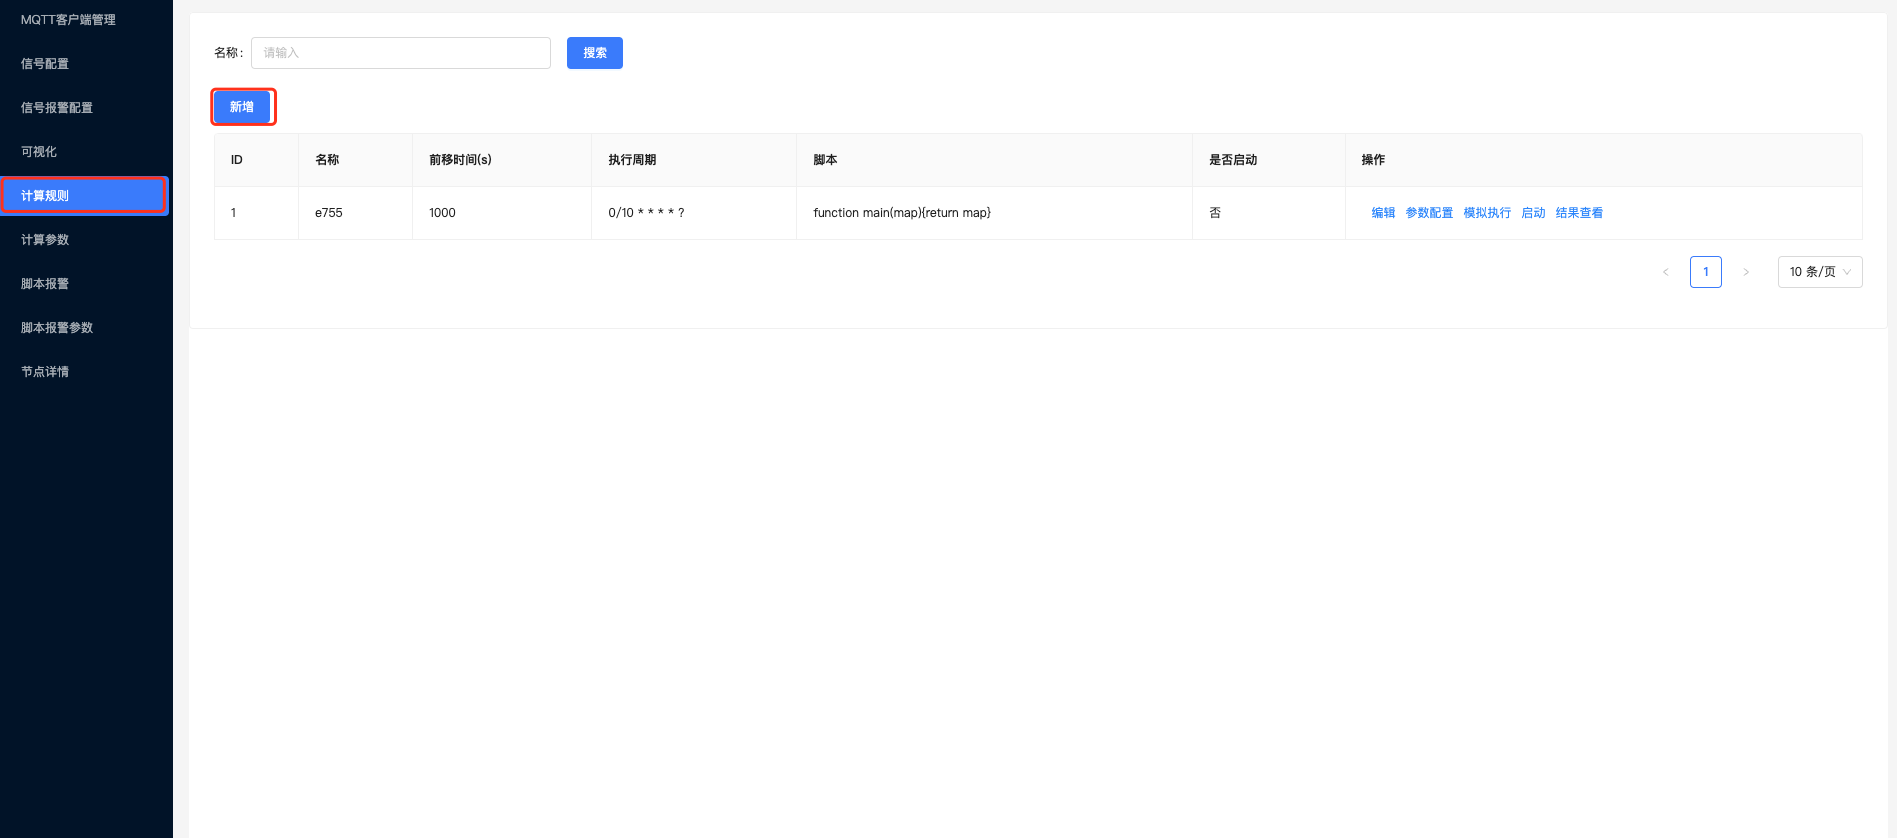 MQTT客户端管理
信号配置
信号报警配置
可视化
计算规则
计算参数
脚本报警
脚本报警参数
节点详情
名称: 请输入 搜索
新增
ID 名称 前移时间(s) 执行周期 脚本 是否启动 操作
1 e755 1000 0/10 * * * * ? function main(map){return map} 否 编辑 参数配置 模拟执行 启动 结果查看
< 1 > 10 条/页